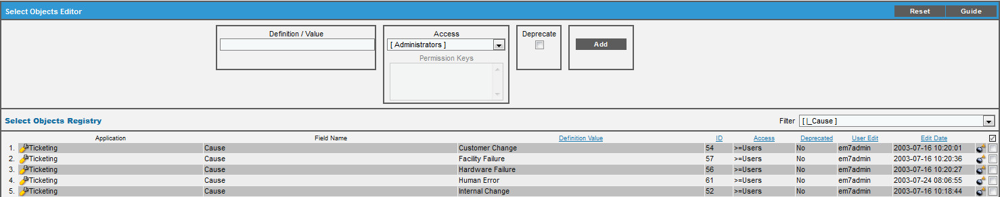 Select Objects Editor Reset Guide
Definition / Value Access Deprecate
[ Administrators ] Add
Permission Keys
Select Objects Registry Filter [ |_Cause ]
Application Field Name Definition Value ID Access Deprecated User Edit Edit Date
1. Ticketing Cause Customer Change 54 >=Users No em7admin 2003-07-16 10:20:01
2. Ticketing Cause Facility Failure 57 >=Users No em7admin 2003-07-16 10:20:36
3. Ticketing Cause Hardware Failure 56 >=Users No em7admin 2003-07-16 10:20:27
4. Ticketing Cause Human Error 61 >=Users No em7admin 2003-07-24 08:06:55
5. Ticketing Cause Internal Change 52 >=Users No em7admin 2003-07-16 10:18:44